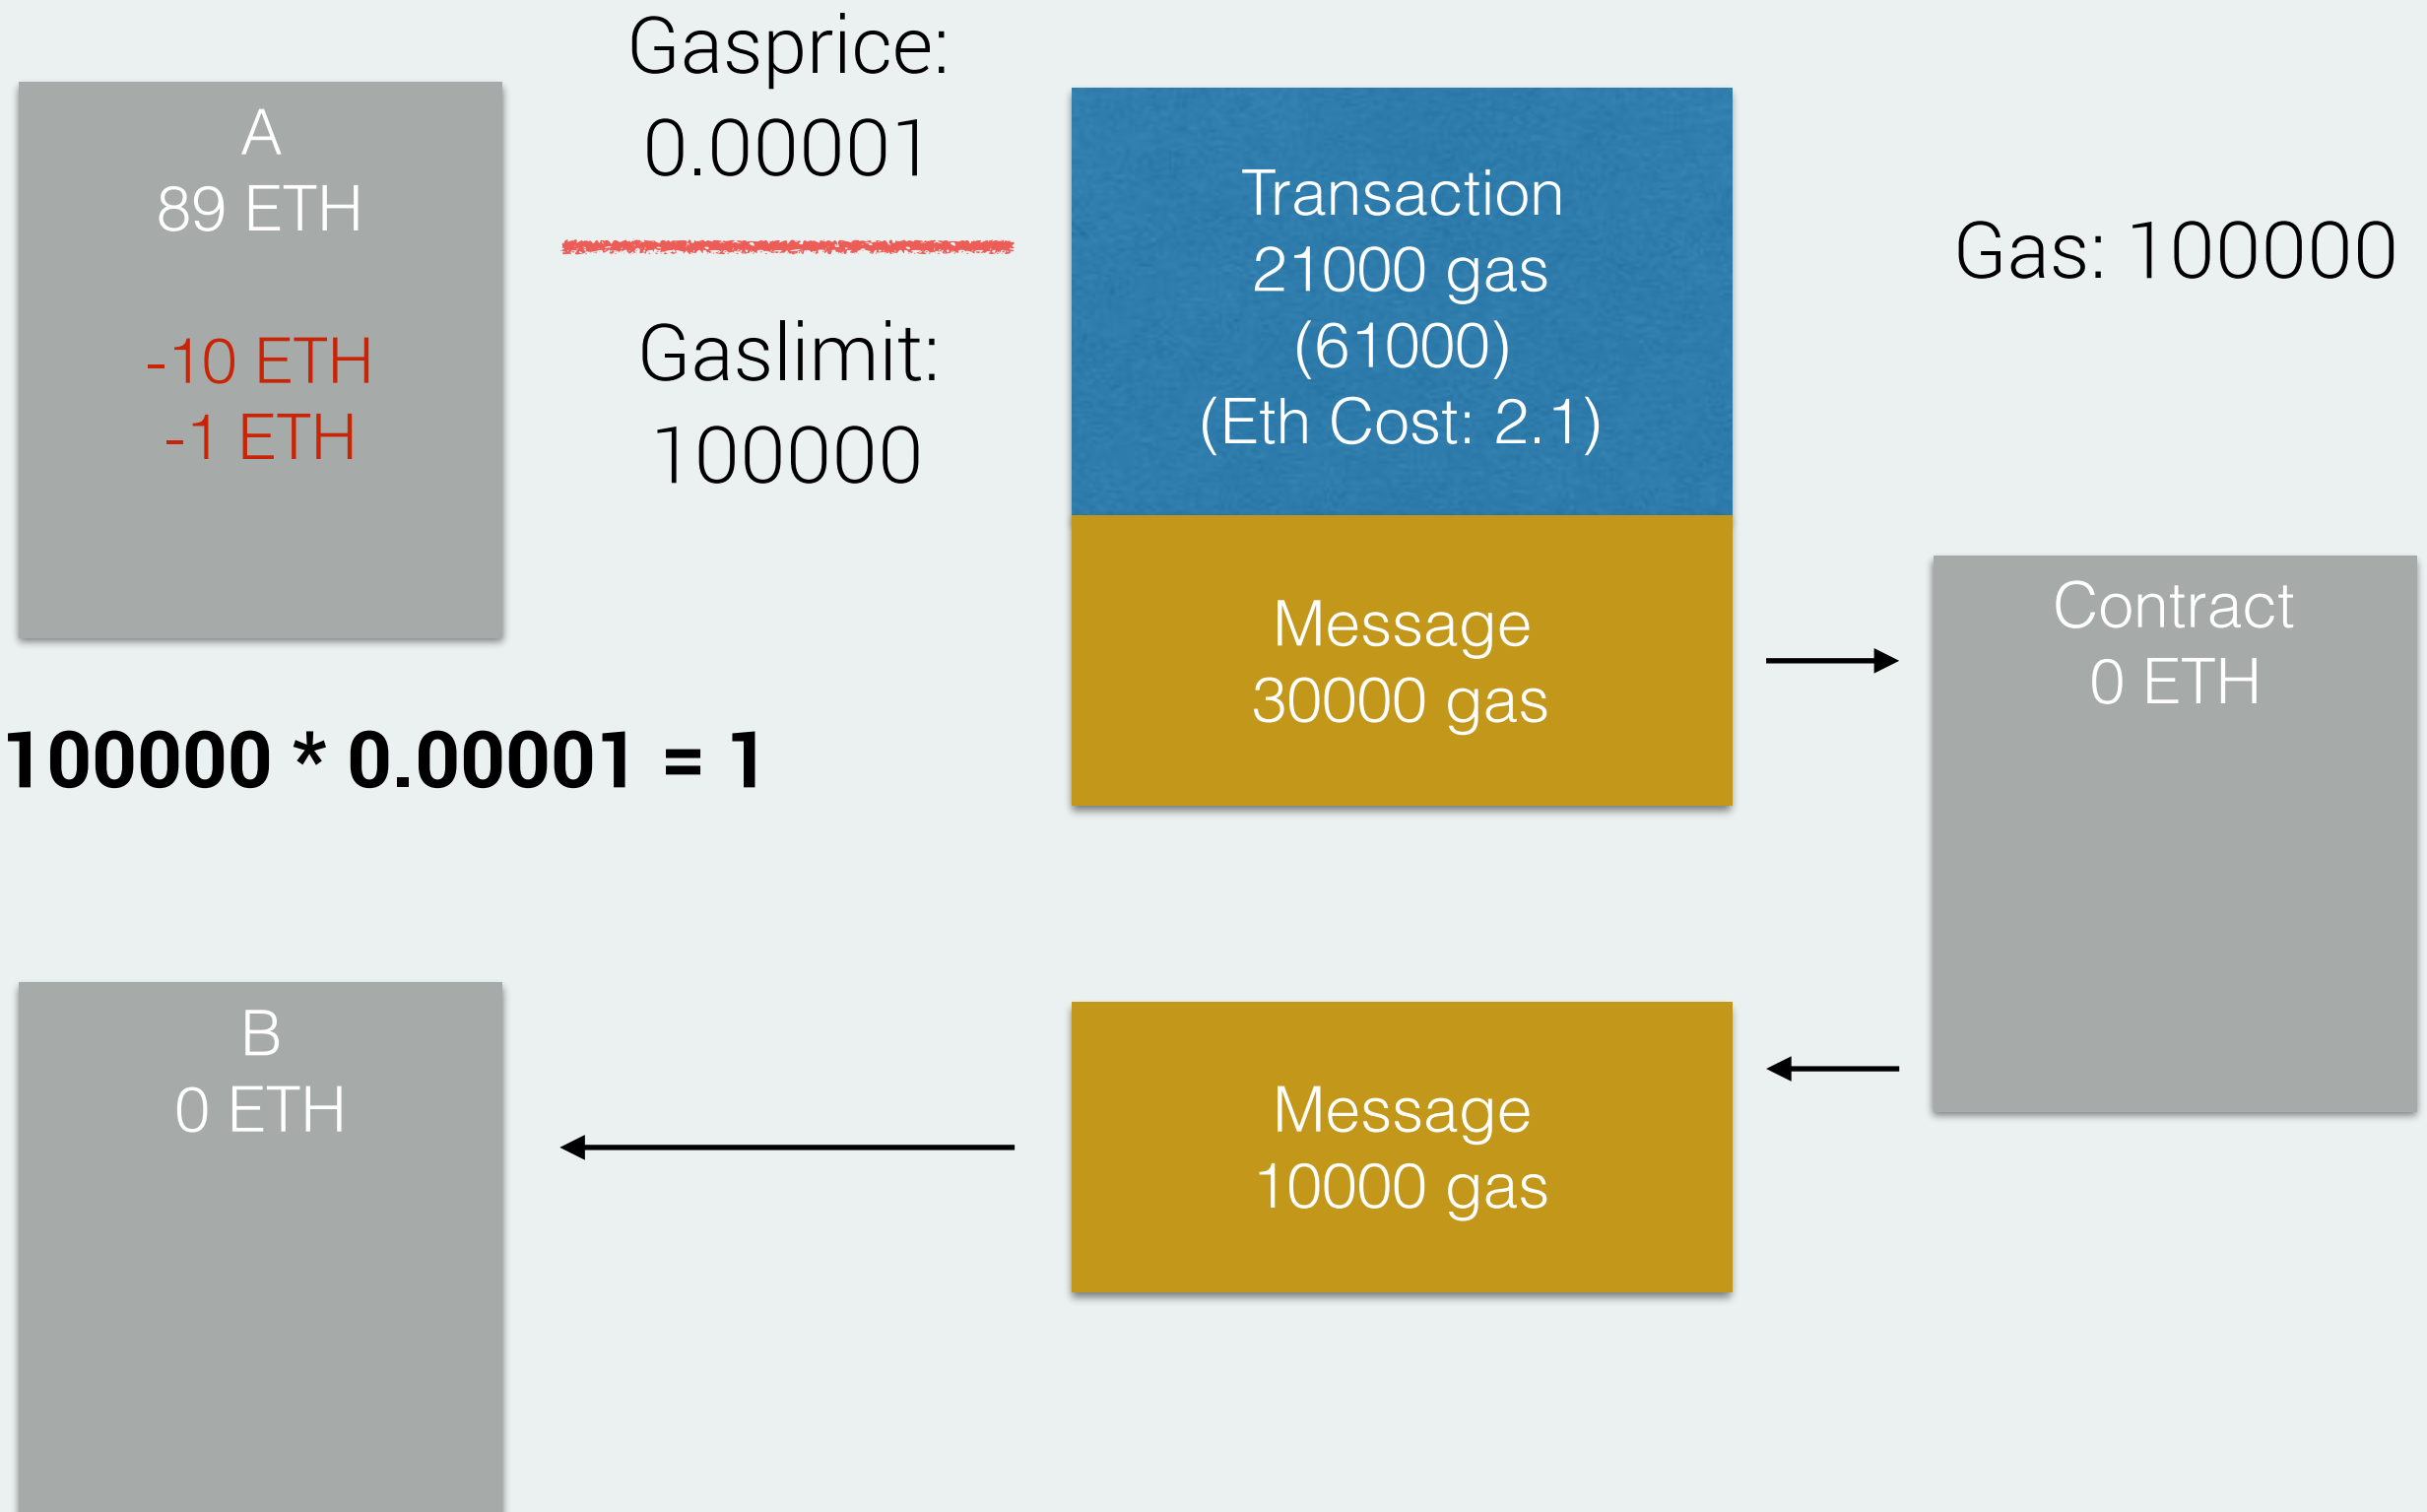 A
89 ETH
-10 ETH
-1 ETH
Gasprice:
0.00001
Gaslimit:
100000
Transaction
21000 gas
(61000)
(Eth Cost: 2.1)
Gas: 100000
Message
30000 gas
Contract
0 ETH
100000 * 0.00001 = 1
B
0 ETH
Message
10000 gas